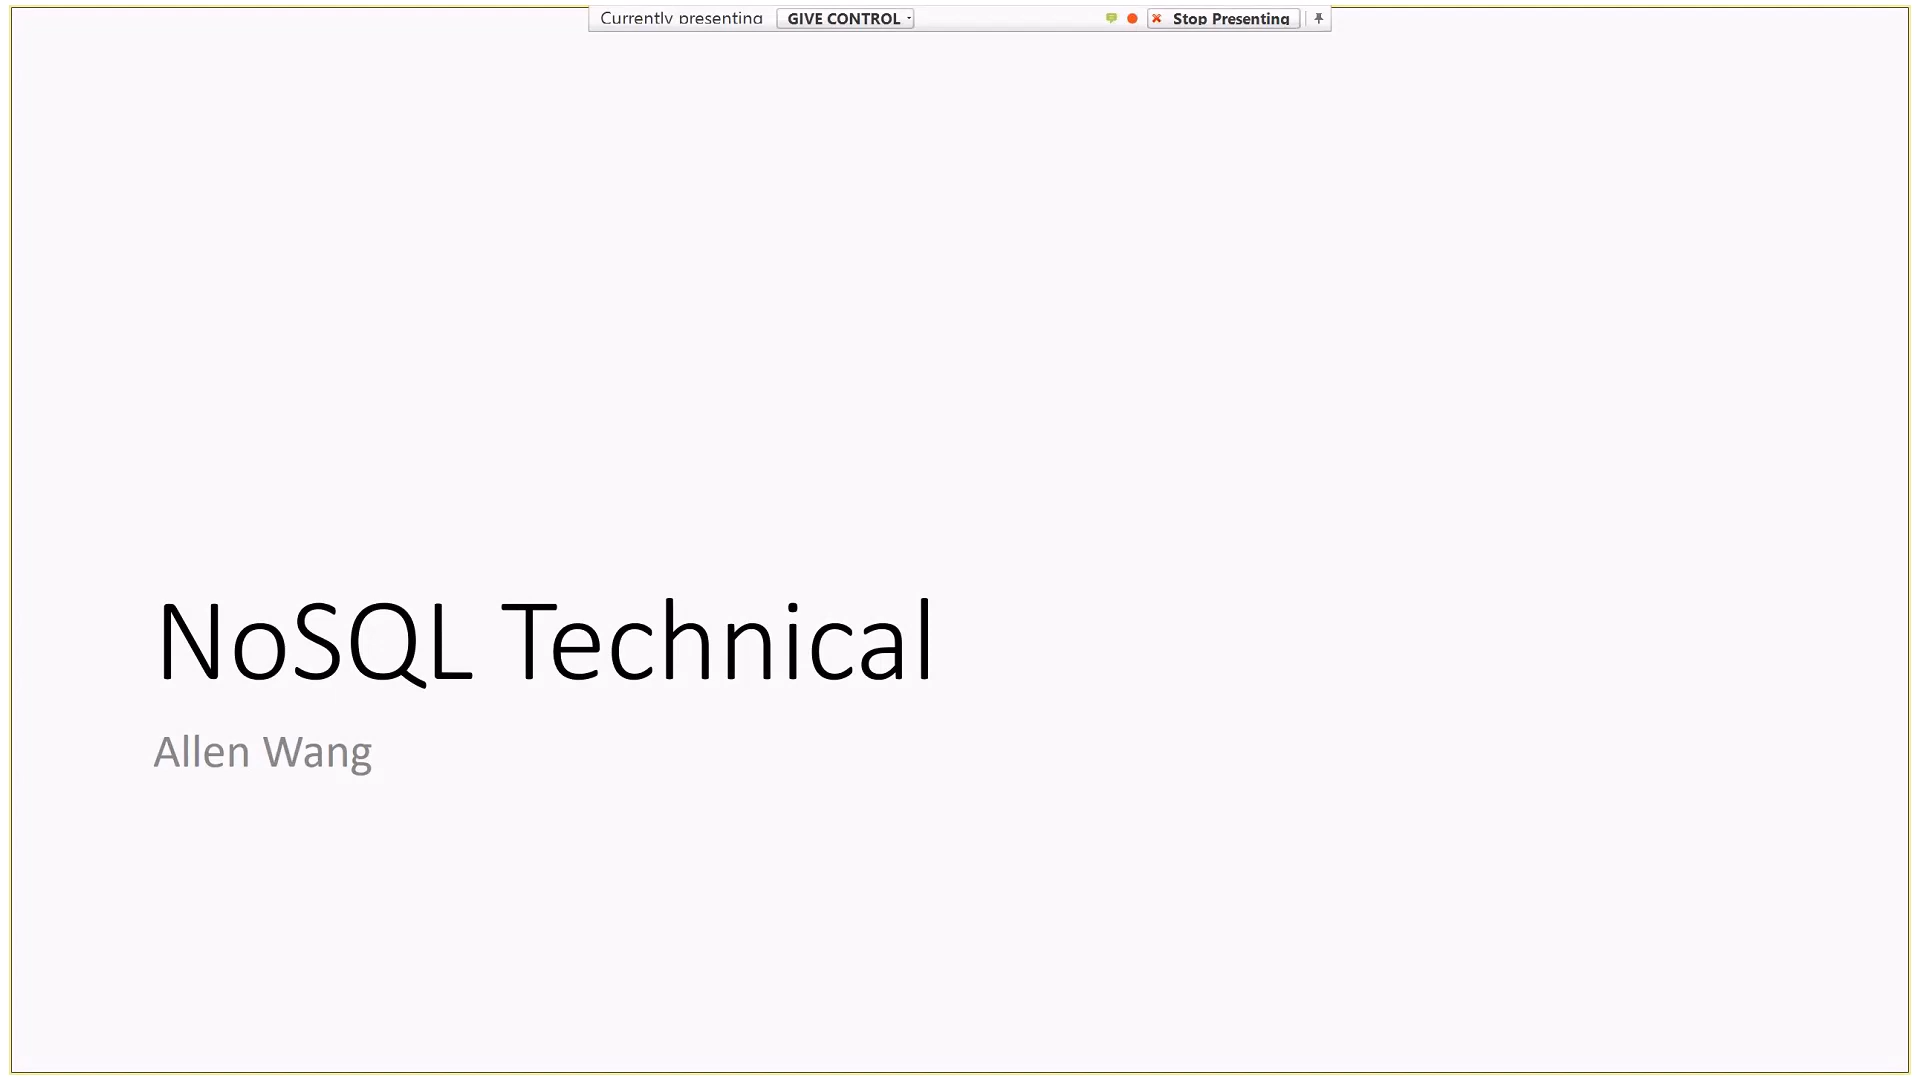 Currently presenting GIVE CONTROL Stop Presenting
NoSQL Technical
Allen Wang